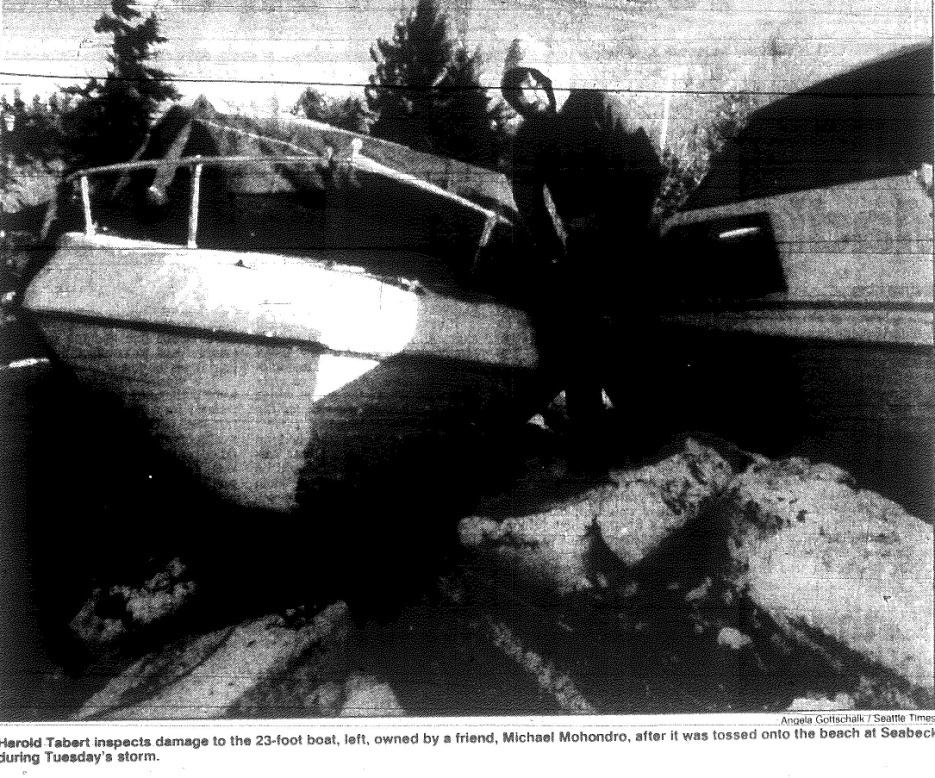 Angela Gottschalk / Seattle Times
Harold Tabert inspects damage to the 23-foot boat, left, owned by a friend, Michael Mohondro, after it was tossed onto the beach at Seabeck
during Tuesday's storm.